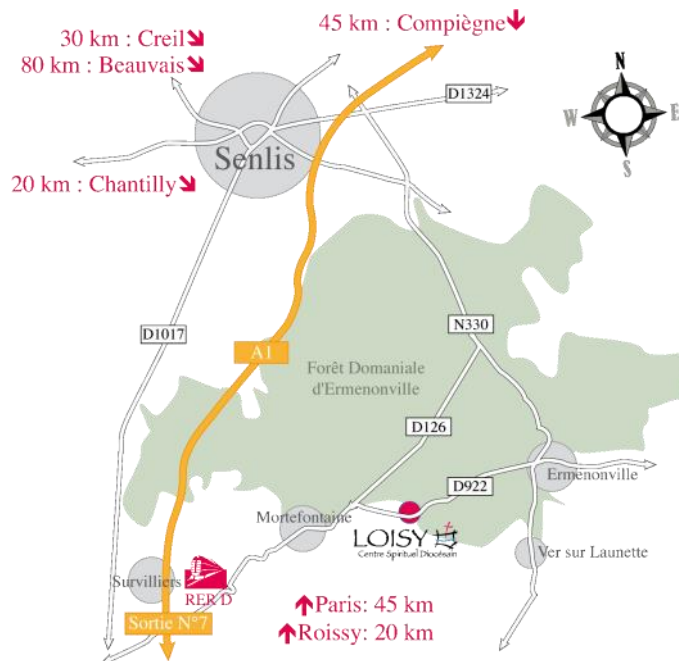 45 km : Compiègne
30 km : Creil
80 km : Beauvais
D1324
N
W E
S
Senlis
20 km : Chantilly
N330
D1017
A1
Forêt Domaniale
d'Ermenonville
D126
Ermenonville
D922
Mortefontaine
LOISY
Centre Spirituel Diocésain
Ver sur Launette
Survilliers
RER D
Paris: 45 km
Sortie N°7
Roissy: 20 km